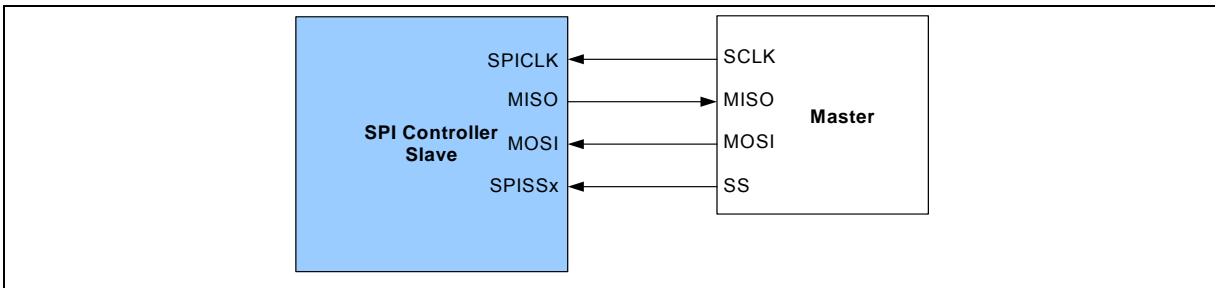 SPICLK
SCLK
MISO
MISO
Master
SPI Controller
Slave
MOSI
MOSI
SPISSx
SS